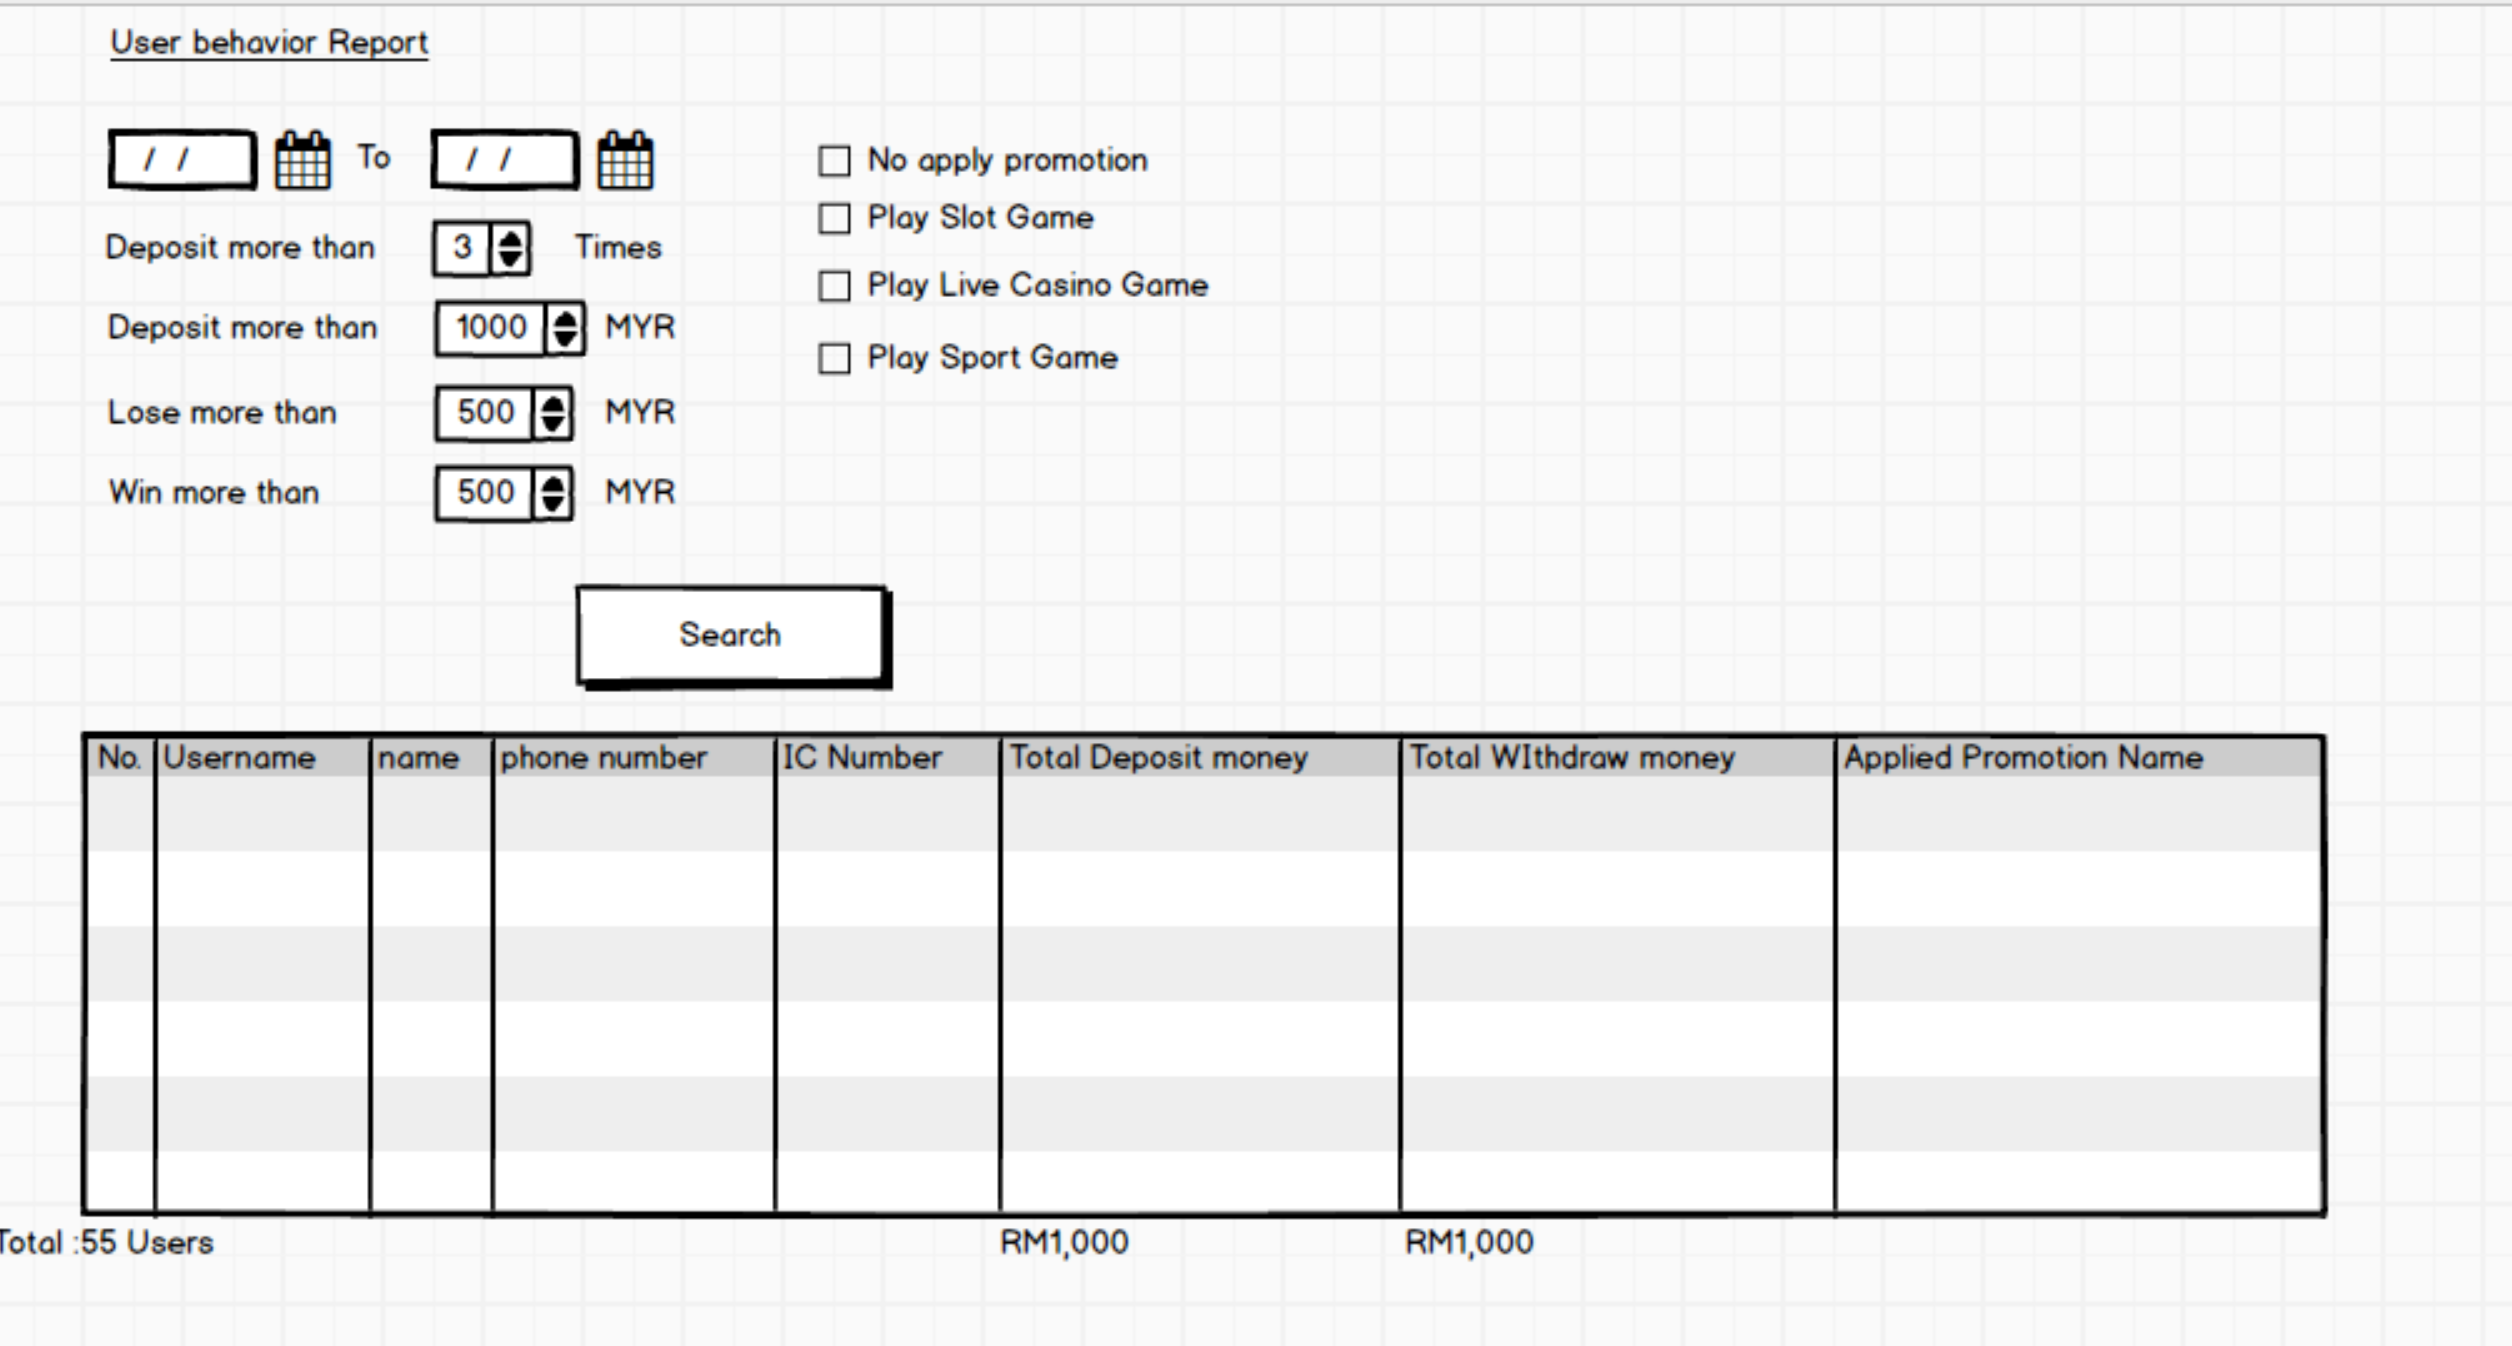 User behavior Report
/ / To / /
Deposit more than 3 Times
Deposit more than 1000 MYR
Lose more than 500 MYR
Win more than 500 MYR
No apply promotion
Play Slot Game
Play Live Casino Game
Play Sport Game
Search
No. Username name phone number IC Number Total Deposit money Total WIthdraw money Applied Promotion Name
Total :55 Users RM1,000 RM1,000